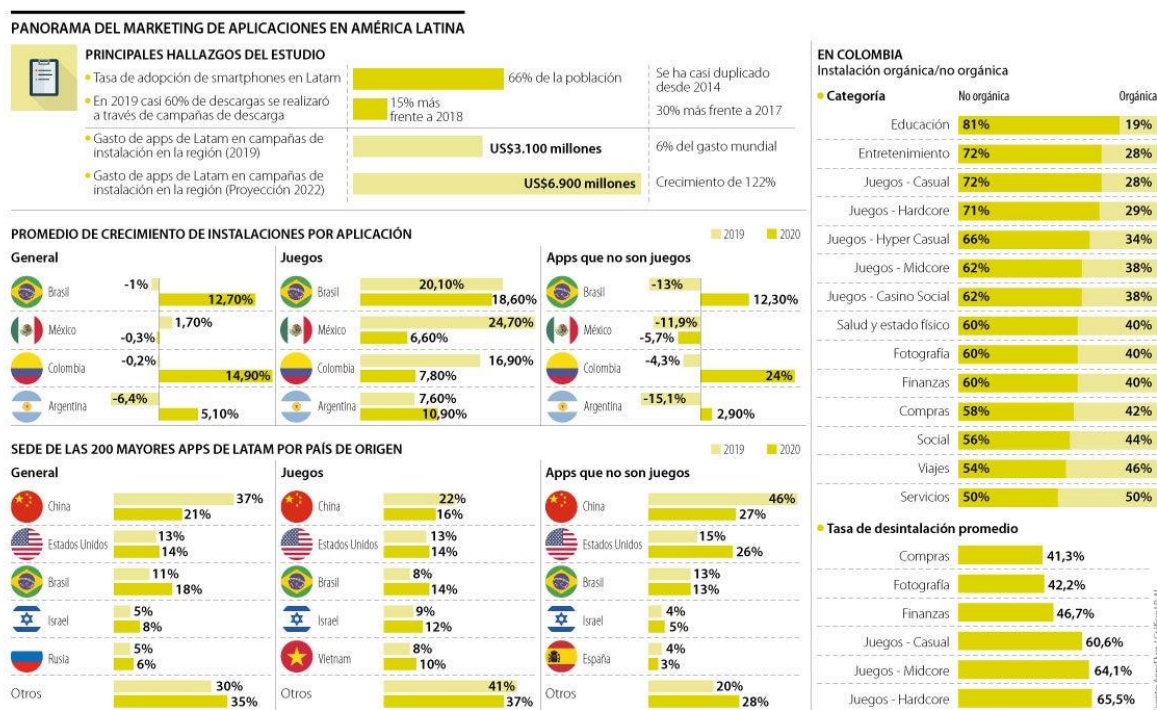 PANORAMA DEL MARKETING DE APLICACIONES EN AMÉRICA LATINA
PRINCIPALES HALLAZGOS DEL ESTUDIO
Tasa de adopción de smartphones en Latam
66% de la población
Se ha casi duplicado
desde 2014
En 2019 casi 60% de descargas se realizaró
a través de campañas de descarga
15% más
frente a 2018
30% más frente a 2017
Gasto de apps de Latam en campañas de
instalación en la región (2019)
US$3.100 millones
6% del gasto mundial
Gasto de apps de Latam en campañas de
instalación en la región (Proyección 2022)
US$6.900 millones
Crecimiento de 122%
PROMEDIO DE CRECIMIENTO DE INSTALACIONES POR APLICACIÓN
2019 2020
General
Brasil
-1%
12,70%
México
1,70%
-0,3%
Colombia
-0,2%
14,90%
Argentina
-6,4%
5,10%
Juegos
Brasil
20,10%
18,60%
México
24,70%
6,60%
Colombia
16,90%
7,80%
Argentina
7,60%
10,90%
Apps que no son juegos
Brasil
-13%
12,30%
México
-11,9%
-5,7%
Colombia
-4,3%
24%
Argentina
-15,1%
2,90%
SEDE DE LAS 200 MAYORES APPS DE LATAM POR PAÍS DE ORIGEN
2019 2020
General
China
37%
21%
Estados Unidos
13%
14%
Brasil
11%
18%
Israel
5%
8%
Rusia
5%
6%
Otros
30%
35%
Juegos
China
22%
16%
Estados Unidos
13%
14%
Brasil
8%
14%
Israel
9%
12%
Vietnam
8%
10%
Otros
41%
37%
Apps que no son juegos
China
46%
27%
Estados Unidos
15%
26%
Brasil
13%
13%
Israel
4%
5%
España
4%
3%
Otros
20%
28%
EN COLOMBIA
Instalación orgánica/no orgánica
Categoría No orgánica Orgánica
Educación 81% 19%
Entretenimiento 72% 28%
Juegos - Casual 72% 28%
Juegos - Hardcore 71% 29%
Juegos - Hyper Casual 66% 34%
Juegos - Midcore 62% 38%
Juegos - Casino Social 62% 38%
Salud y estado físico 60% 40%
Fotografía 60% 40%
Finanzas 60% 40%
Compras 58% 42%
Social 56% 44%
Viajes 54% 46%
Servicios 50% 50%
Tasa de desintalación promedio
Compras 41,3%
Fotografía 42,2%
Finanzas 46,7%
Juegos - Casual 60,6%
Juegos - Midcore 64,1%
Juegos - Hardcore 65,5%